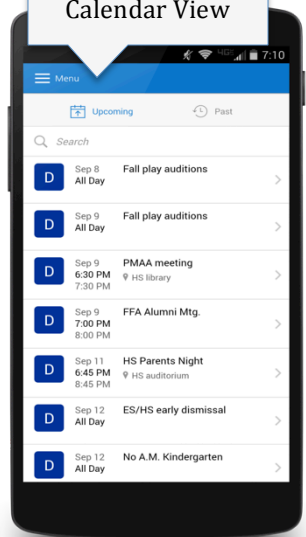 Calendar View
4G 7:10
Menu
Upcoming Past
Search
D Sep 8 Fall play auditions
All Day
D Sep 9 Fall play auditions
All Day
D Sep 9 PMAA meeting
6:30 PM HS library
7:30 PM
D Sep 9 FFA Alumni Mtg.
7:00 PM
8:00 PM
D Sep 11 HS Parents Night
6:45 PM HS auditorium
8:45 PM
D Sep 12 ES/HS early dismissal
All Day
D Sep 12 No A.M. Kindergarten
All Day